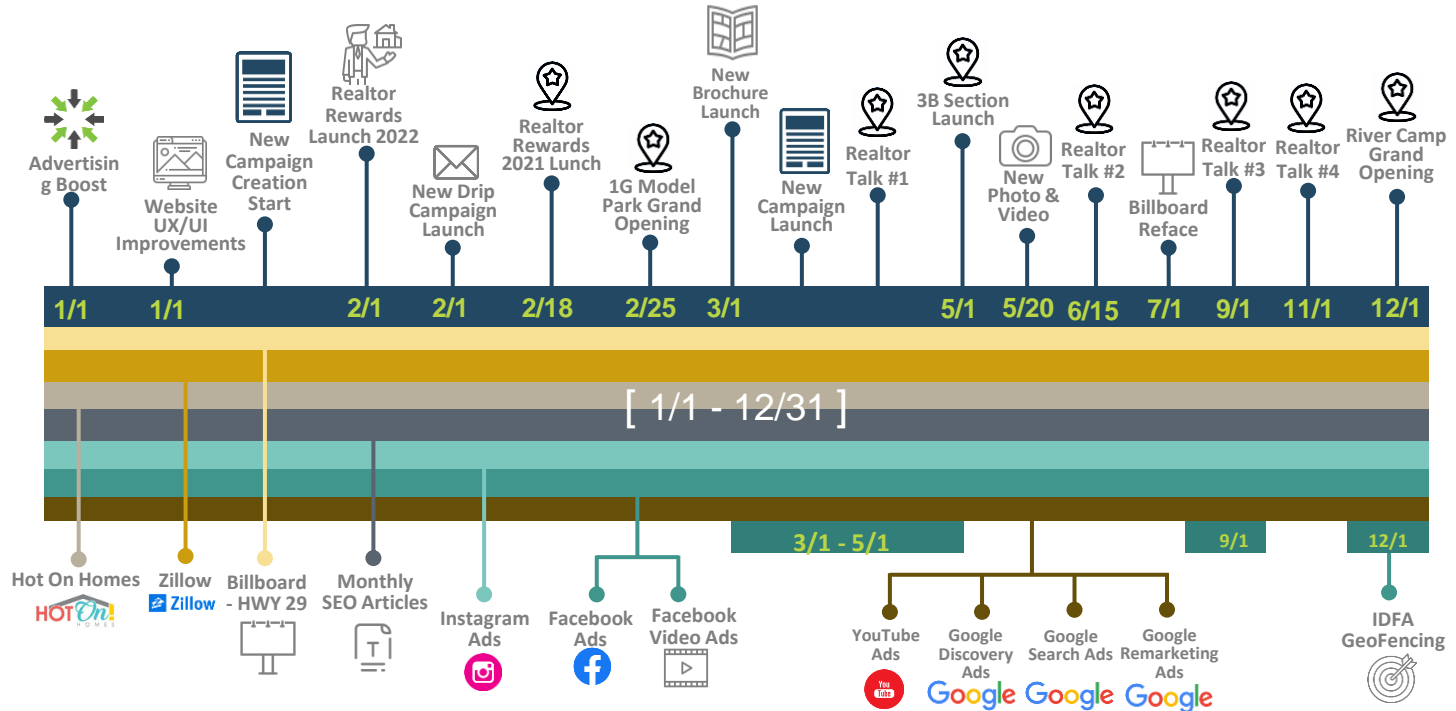 Advertisin
g Boost
Website
UX/UI
Improvements
New
Campaign
Creation
Start
Realtor
Rewards
Launch 2022
New Drip
Campaign
Launch
Realtor
Rewards
2021 Lunch
1G Model
Park Grand
Opening
New
Brochure
Launch
New
Campaign
Launch
Realtor
Talk #1
3B Section
Launch
New
Photo &
Video
Realtor
Talk #2
Billboard
Reface
Realtor
Talk #3
Realtor
Talk #4
River Camp
Grand
Opening
1/1 1/1 2/1 2/1 2/18 2/25 3/1 5/1 5/20 6/15 7/1 9/1 11/1 12/1
[ 1/1 - 12/31 ]
3/1 - 5/1
9/1
12/1
Hot On Homes
HOT On!
HOMES
Zillow
Zillow
Billboard
- HWY 29
Monthly
SEO Articles
T
Instagram
Ads
Facebook
Ads
f
Facebook
Video Ads
YouTube
Ads
You
Tube
Google
Discovery
Ads
Google
Google
Search Ads
Google
Google
Remarketing
Ads
Google
IDFA
GeoFencing